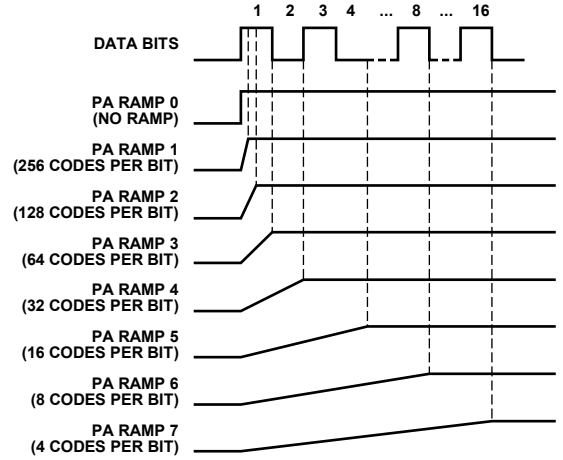 1 2 3 4 ... 8 ... 16
DATA BITS
PA RAMP 0
(NO RAMP)
PA RAMP 1
(256 CODES PER BIT)
PA RAMP 2
(128 CODES PER BIT)
PA RAMP 3
(64 CODES PER BIT)
PA RAMP 4
(32 CODES PER BIT)
PA RAMP 5
(16 CODES PER BIT)
PA RAMP 6
(8 CODES PER BIT)
PA RAMP 7
(4 CODES PER BIT)